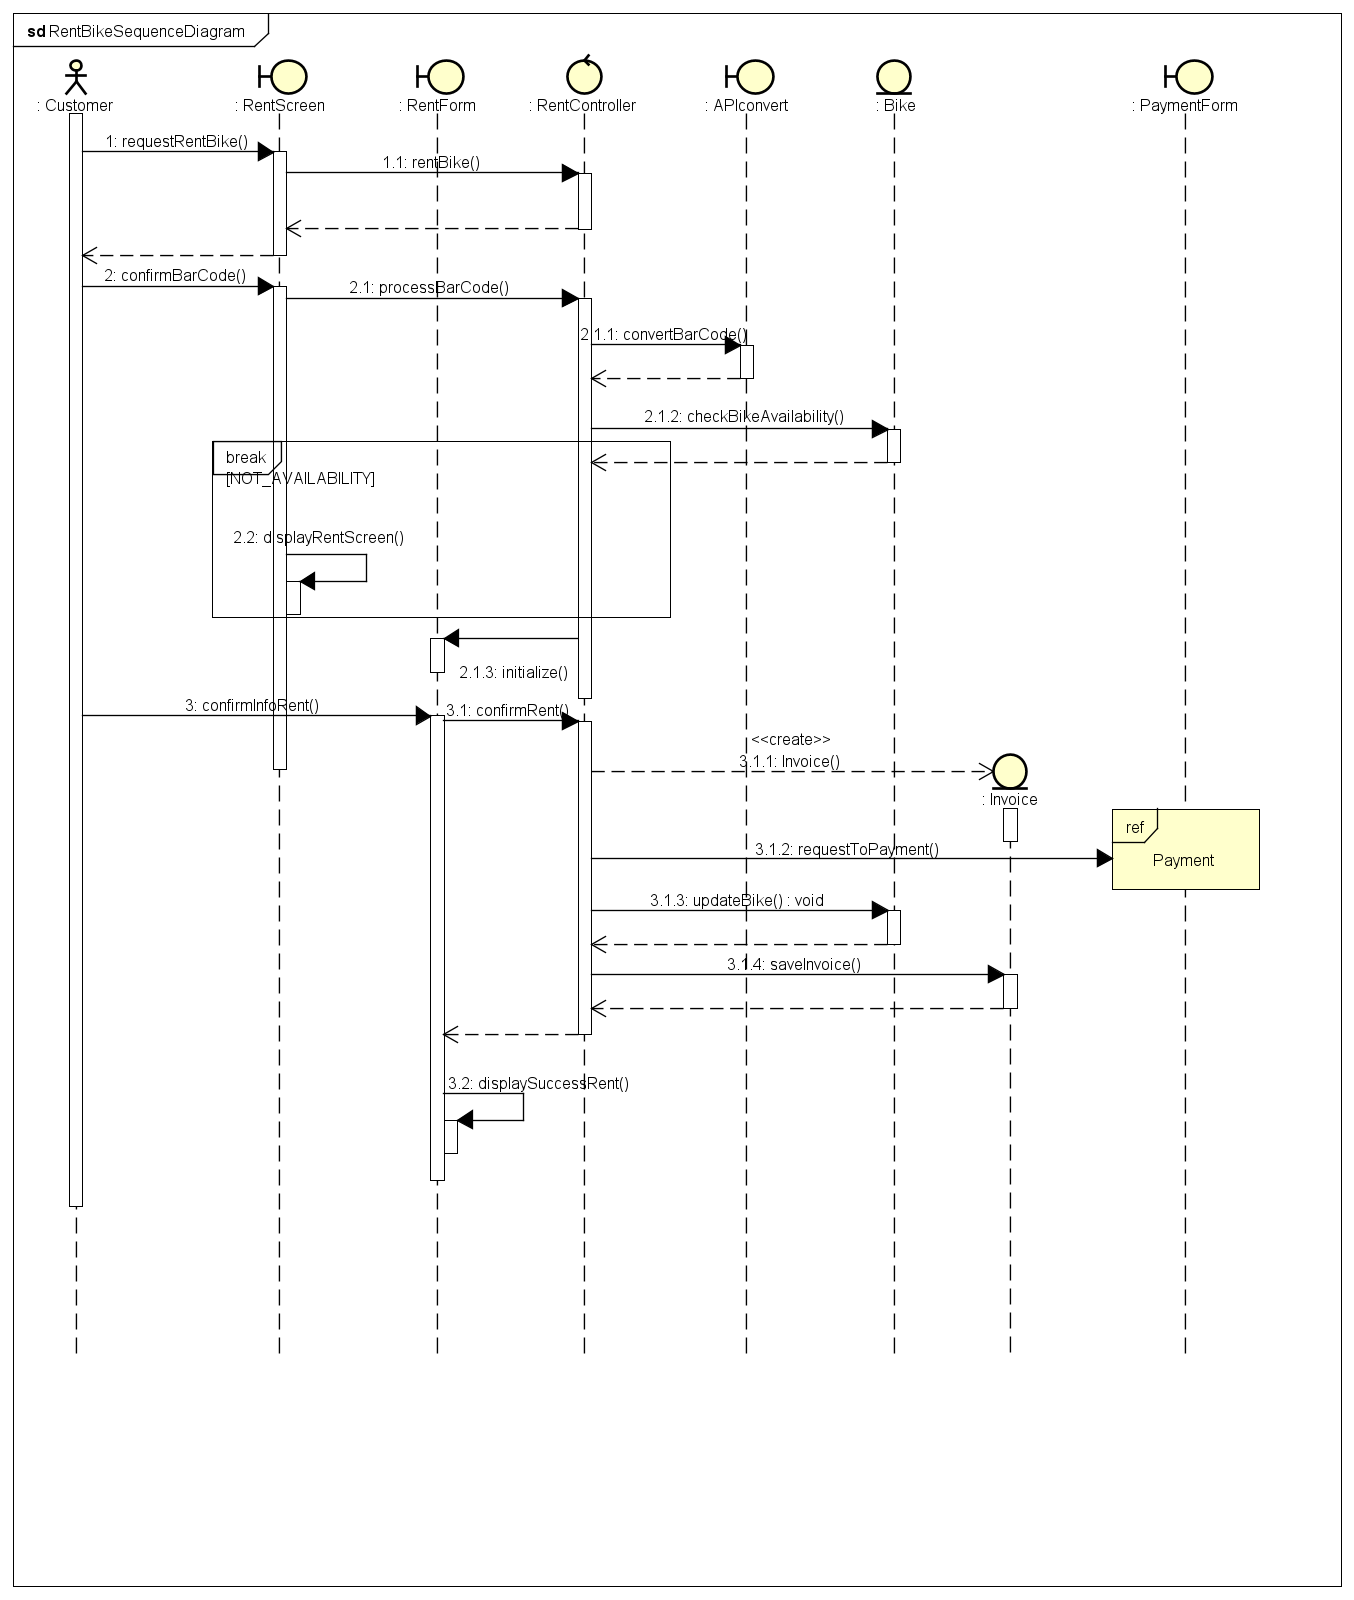 sd RentBikeSequenceDiagram
: Customer
: RentScreen
: RentForm
: RentController
: APIconvert
: Bike
: PaymentForm
1: requestRentBike()
1.1: rentBike()
2: confirmBarCode()
2.1: processBarCode()
2.1.1: convertBarCode()
2.1.2: checkBikeAvailability()
break
[NOT_AVAILABILITY]
2.2: displayRentScreen()
2.1.3: initialize()
3: confirmInfoRent()
3.1: confirmRent()
<<create>>
3.1.1: Invoice()
: Invoice
ref
Payment
3.1.2: requestToPayment()
3.1.3: updateBike() : void
3.1.4: saveInvoice()
3.2: displaySuccessRent()